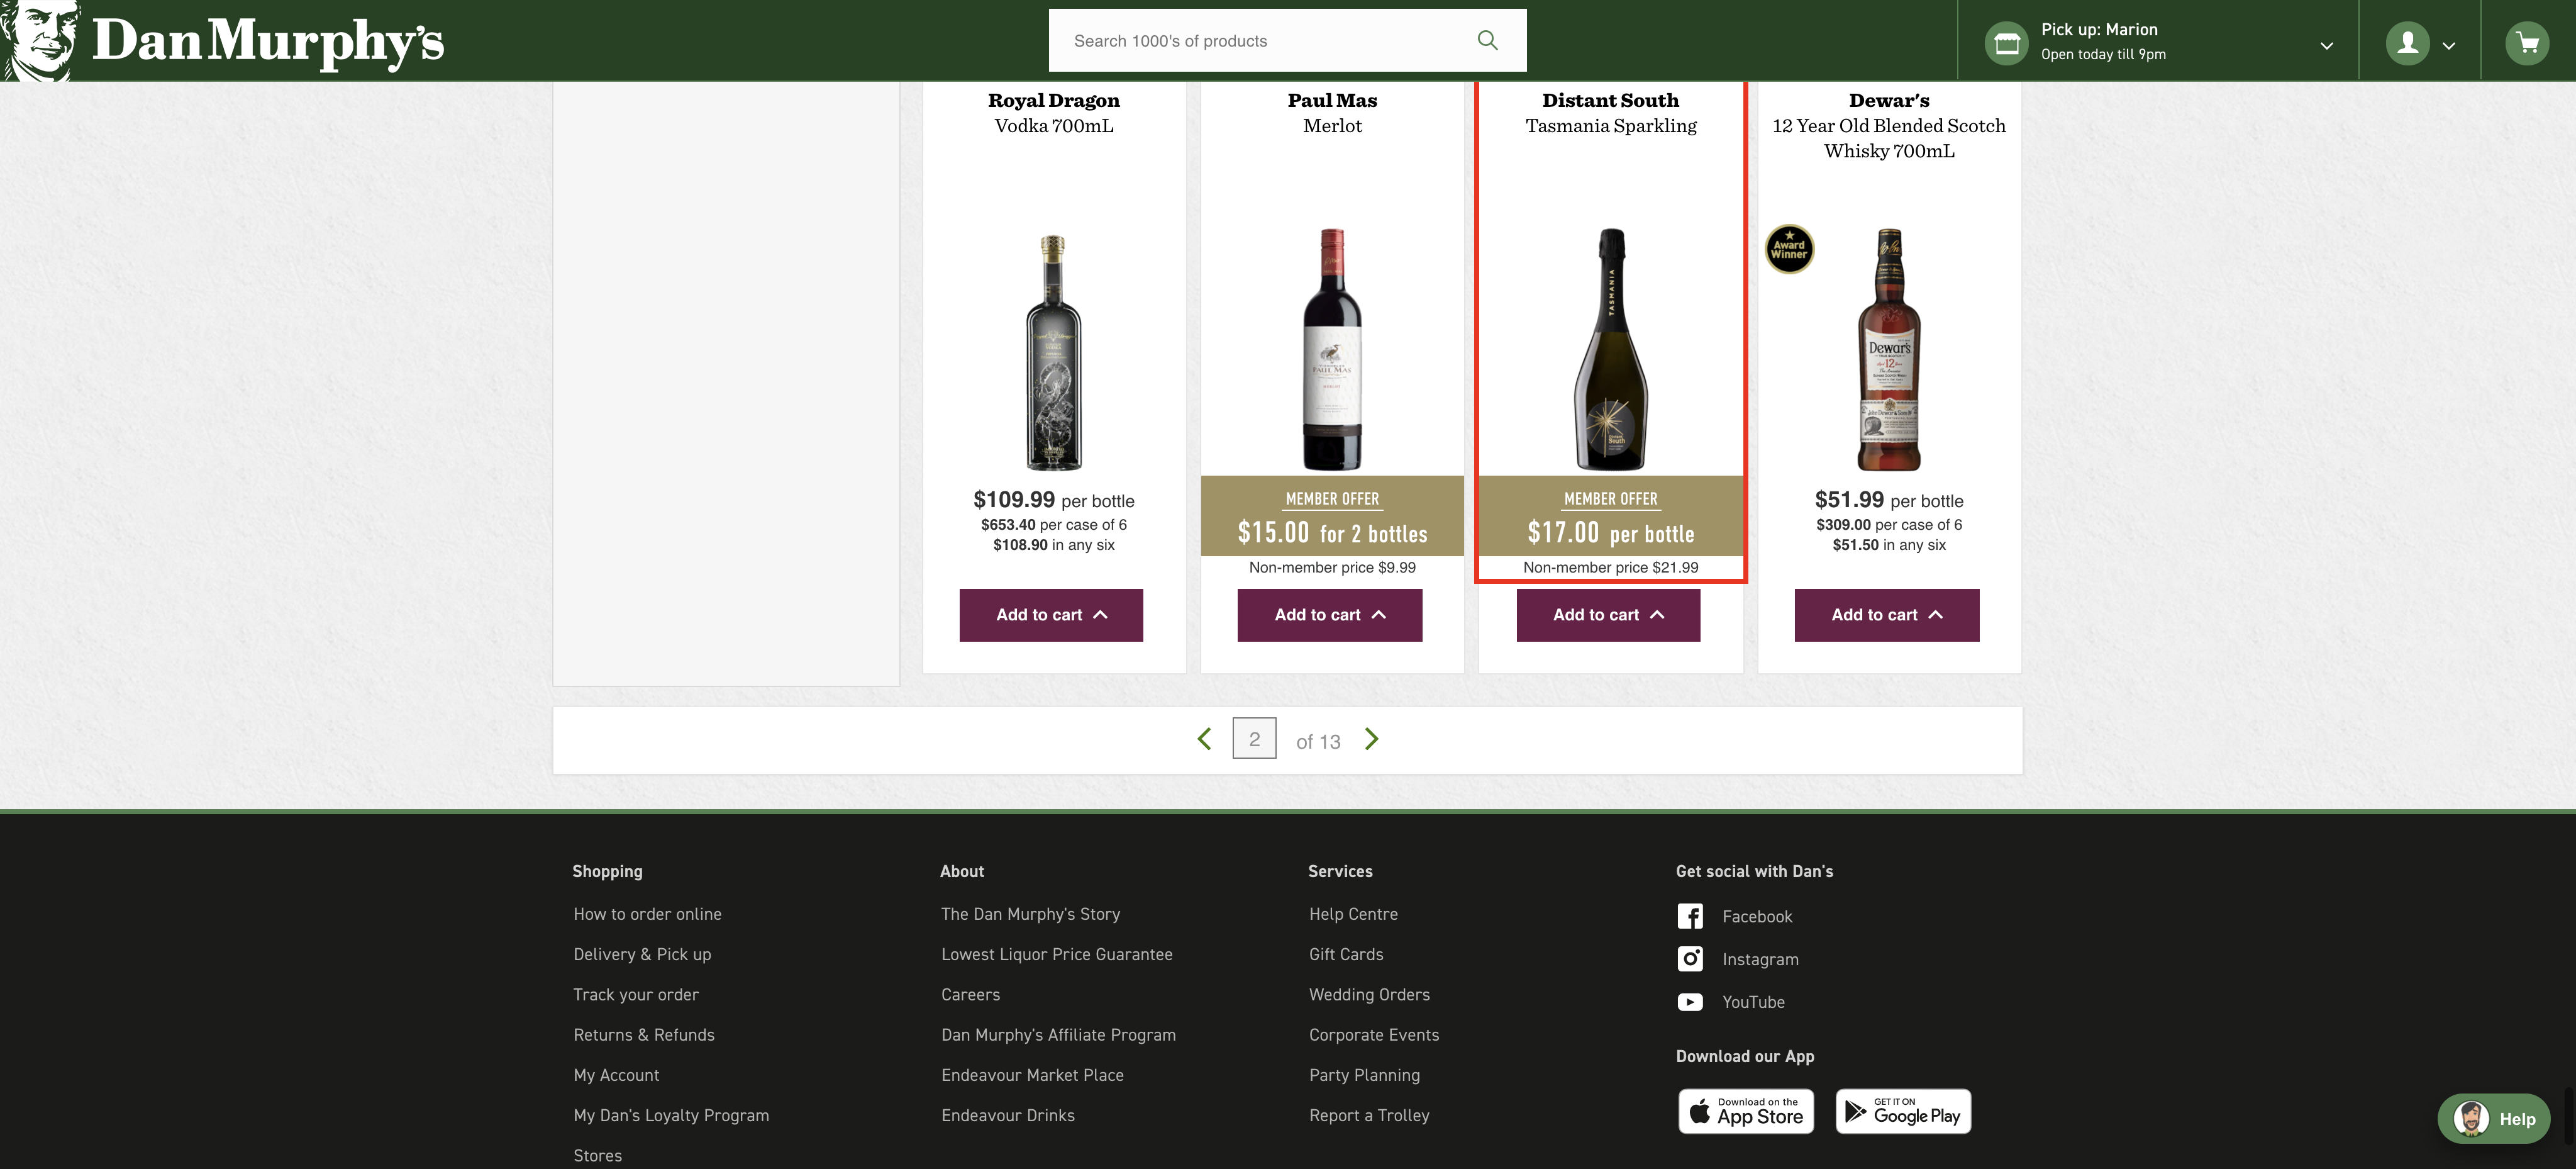 Dan Murphy's
Search 1000's of products
Pick up: Marion
Open today till 9pm
Royal Dragon
Vodka 700mL
$109.99 per bottle
$653.40 per case of 6
$108.90 in any six
Add to cart
Paul Mas
Merlot
PAUL MAS
MERLOT
MEMBER OFFER
$15.00 for 2 bottles
Non-member price $9.99
Add to cart
Distant South
Tasmania Sparkling
TASMANIA
Distant
South
MEMBER OFFER
$17.00 per bottle
Non-member price $21.99
Add to cart
Dewar's
12 Year Old Blended Scotch
Whisky 700mL
Award
Winner
Dewar's
12
$51.99 per bottle
$309.00 per case of 6
$51.50 in any six
Add to cart
2 of 13
Shopping
How to order online
Delivery & Pick up
Track your order
Returns & Refunds
My Account
My Dan's Loyalty Program
Stores
About
The Dan Murphy's Story
Lowest Liquor Price Guarantee
Careers
Dan Murphy's Affiliate Program
Endeavour Market Place
Endeavour Drinks
Services
Help Centre
Gift Cards
Wedding Orders
Corporate Events
Party Planning
Report a Trolley
Get social with Dan's
Facebook
Instagram
YouTube
Download our App
Download on the
App Store
GET IT ON
Google Play
Help